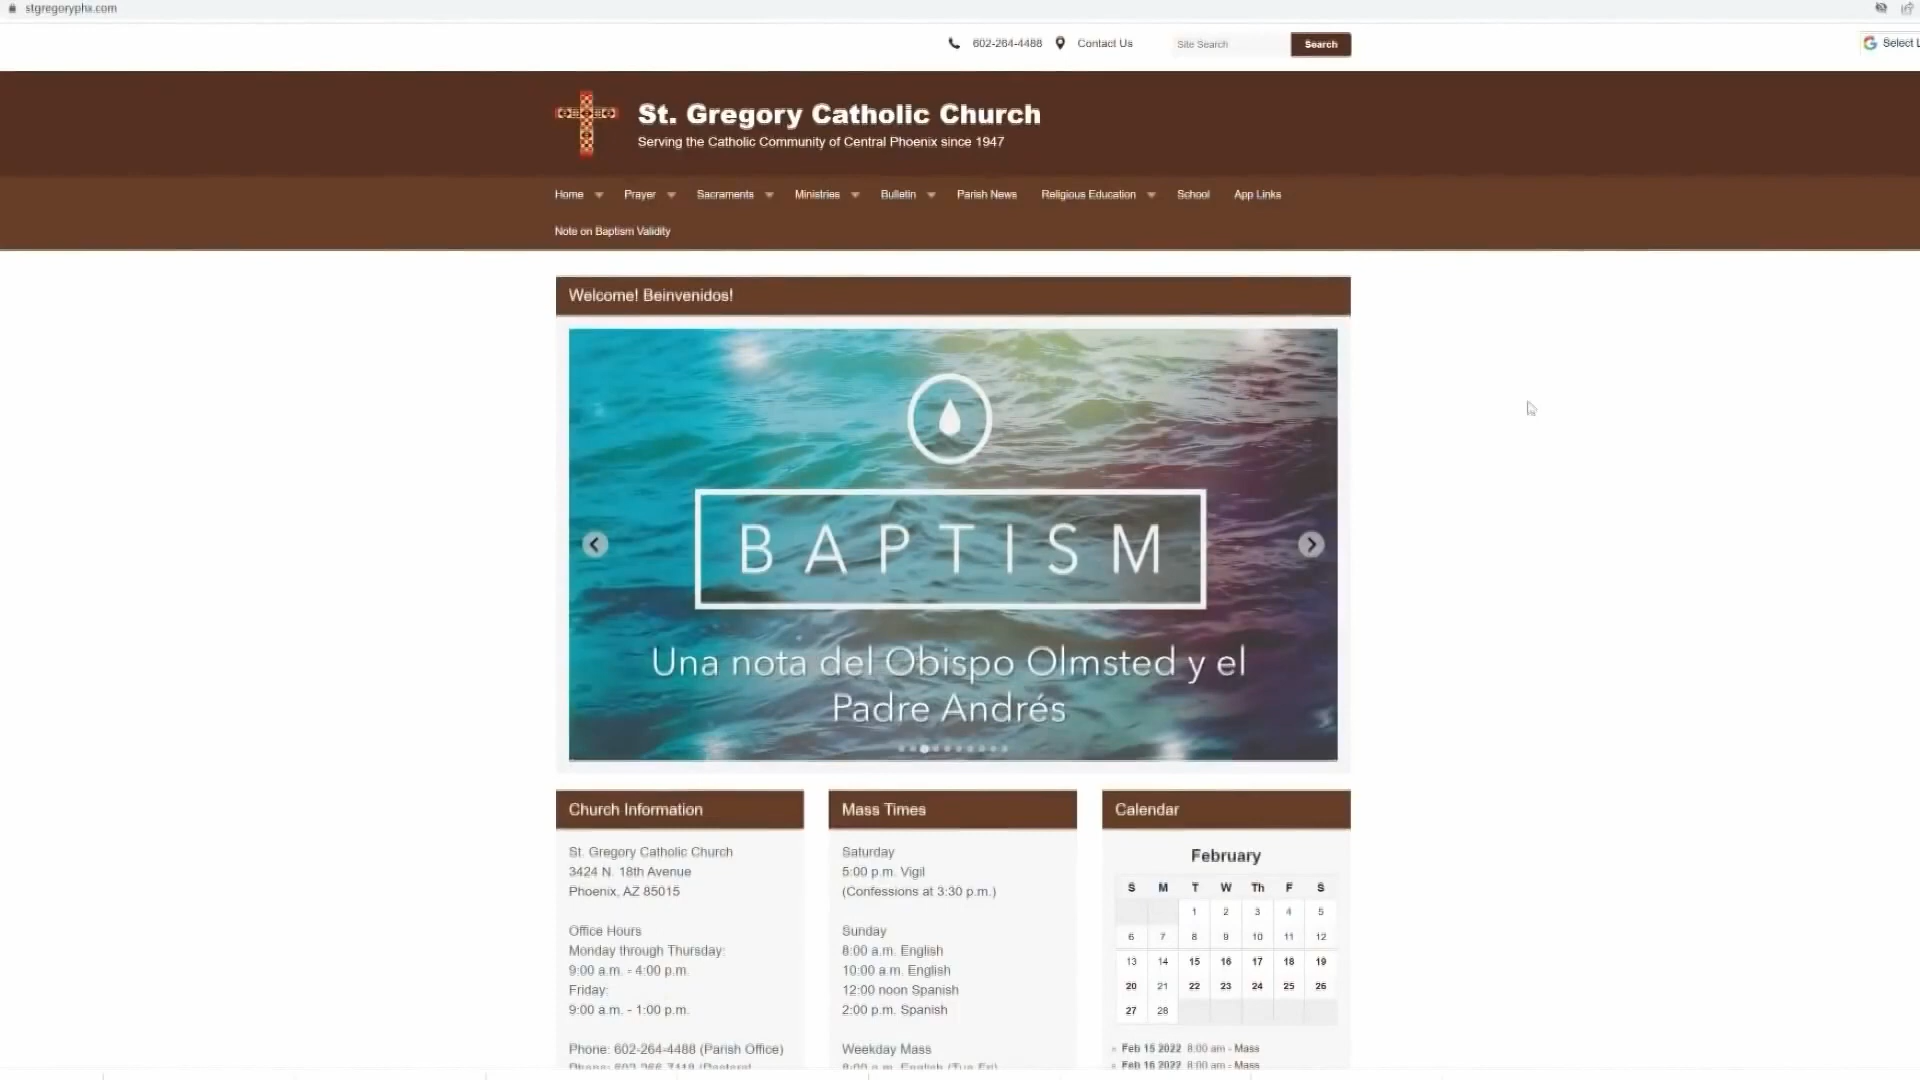 stgregoryphx.com
602-264-4488 Contact Us Site Search Search
Select
St. Gregory Catholic Church
Serving the Catholic Community of Central Phoenix since 1947
Home Prayer Sacraments Ministries Bulletin Parish News Religious Education School App Links
Note on Baptism Validity
Welcome! Beinvenidos!
BAPTISM
Una nota del Obispo Olmsted y el
Padre Andrés
Church Information
St. Gregory Catholic Church
3424 N. 18th Avenue
Phoenix, AZ 85015
Office Hours
Monday through Thursday:
9:00 a.m. - 4:00 p.m.
Friday:
9:00 a.m. - 1:00 p.m.
Phone: 602-264-4488 (Parish Office)
Mass Times
Saturday
5:00 p.m. Vigil
(Confessions at 3:30 p.m.)
Sunday
8:00 a.m. English
10:00 a.m. English
12:00 noon Spanish
2:00 p.m. Spanish
Weekday Mass
8:00 a.m. English (Tue-Fri)
Calendar
February
S M T W Th F S
1 2 3 4 5
6 7 8 9 10 11 12
13 14 15 16 17 18 19
20 21 22 23 24 25 26
27 28
Feb 15 2022 8:00 am - Mass
Feb 16 2022 8:00 am - Mass